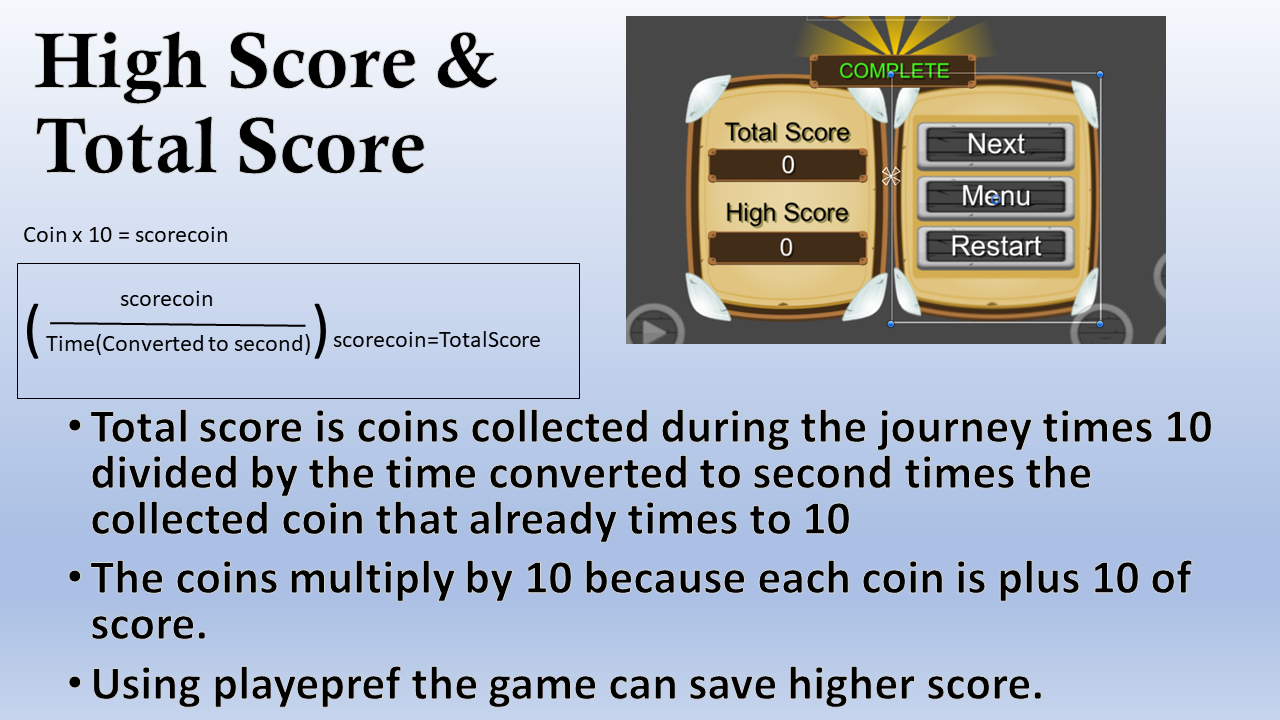 High Score &
Total Score
COMPLETE
Total Score
0
High Score
0
Next
Menu
Restart
Coin x 10 = scorecoin
scorecoin
(Time(Converted to second)) scorecoin=TotalScore
• Total score is coins collected during the journey times 10
divided by the time converted to second times the
collected coin that already times to 10
• The coins multiply by 10 because each coin is plus 10 of
score.
• Using playepref the game can save higher score.